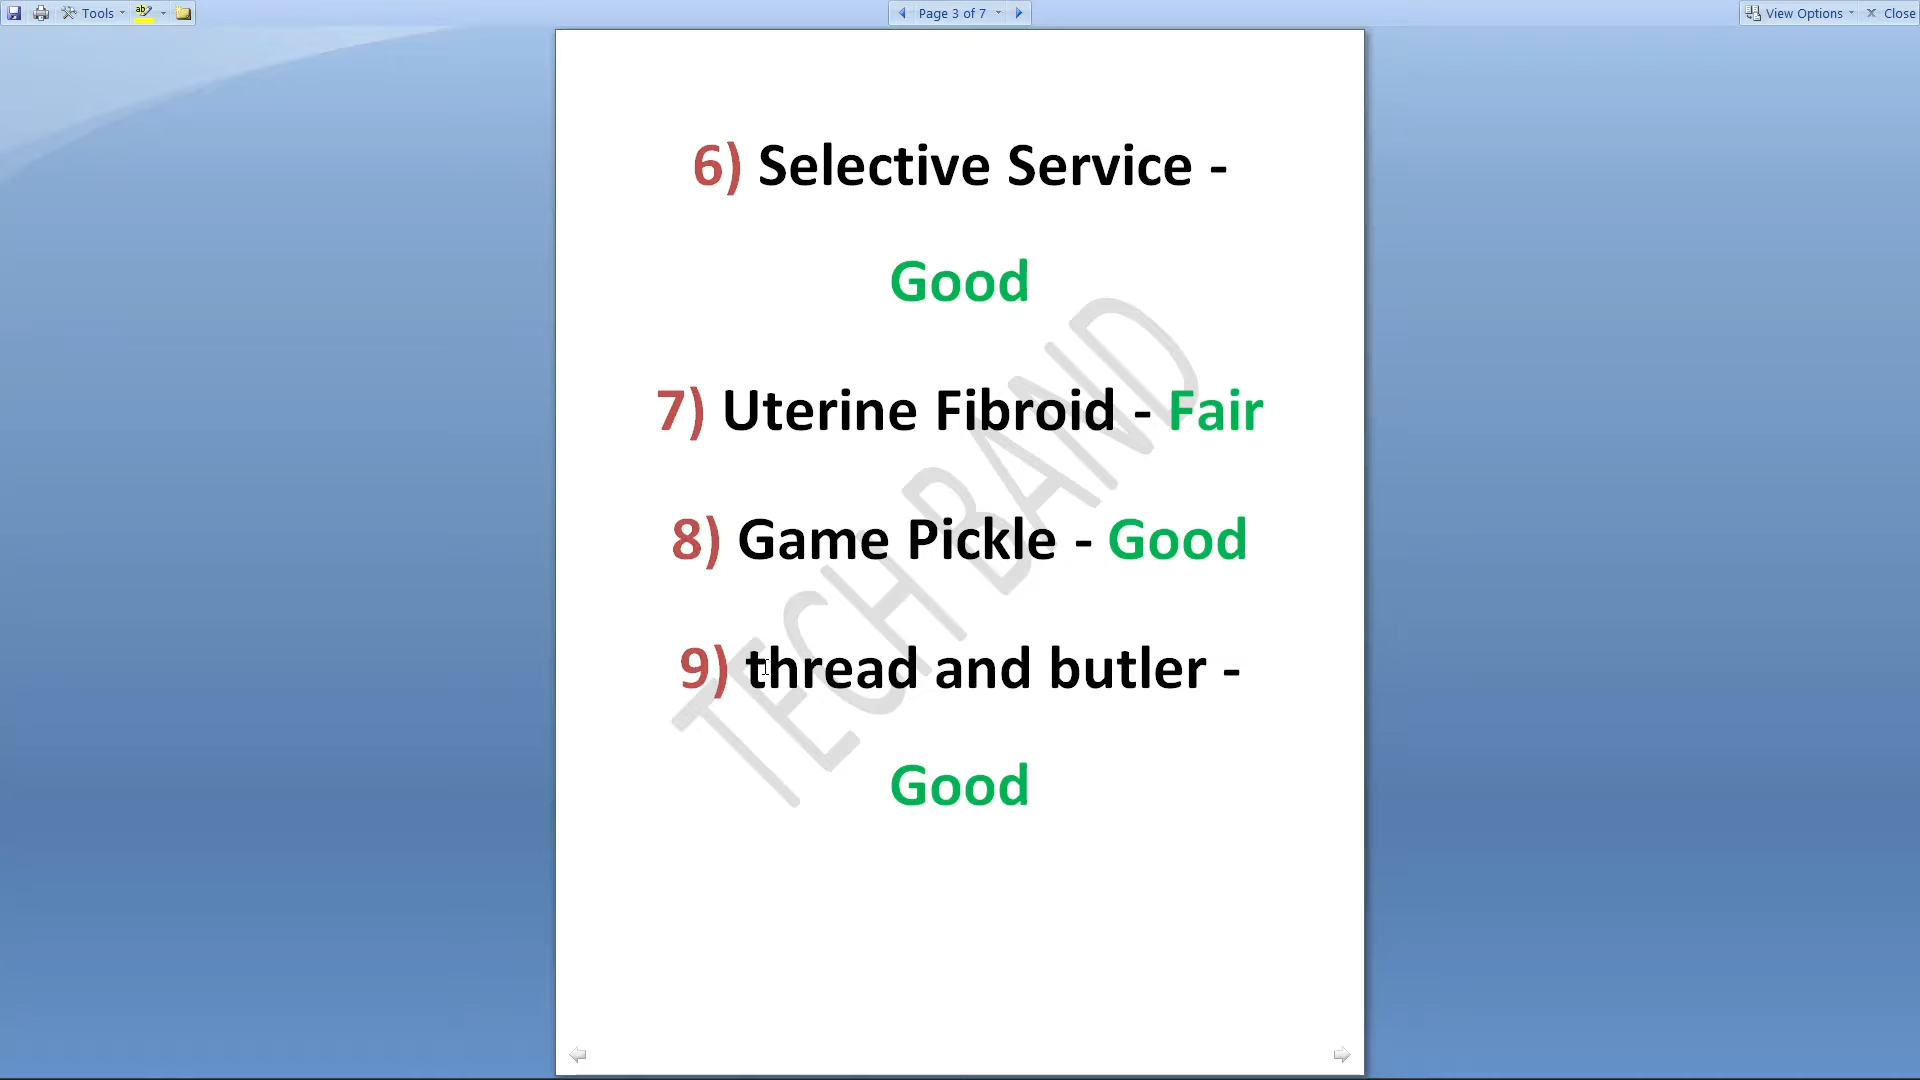 Tools
Page 3 of 7
View Options
Close
6) Selective Service -
Good
7) Uterine Fibroid - Fair
8) Game Pickle - Good
9) thread and butler -
Good
TECH BAND